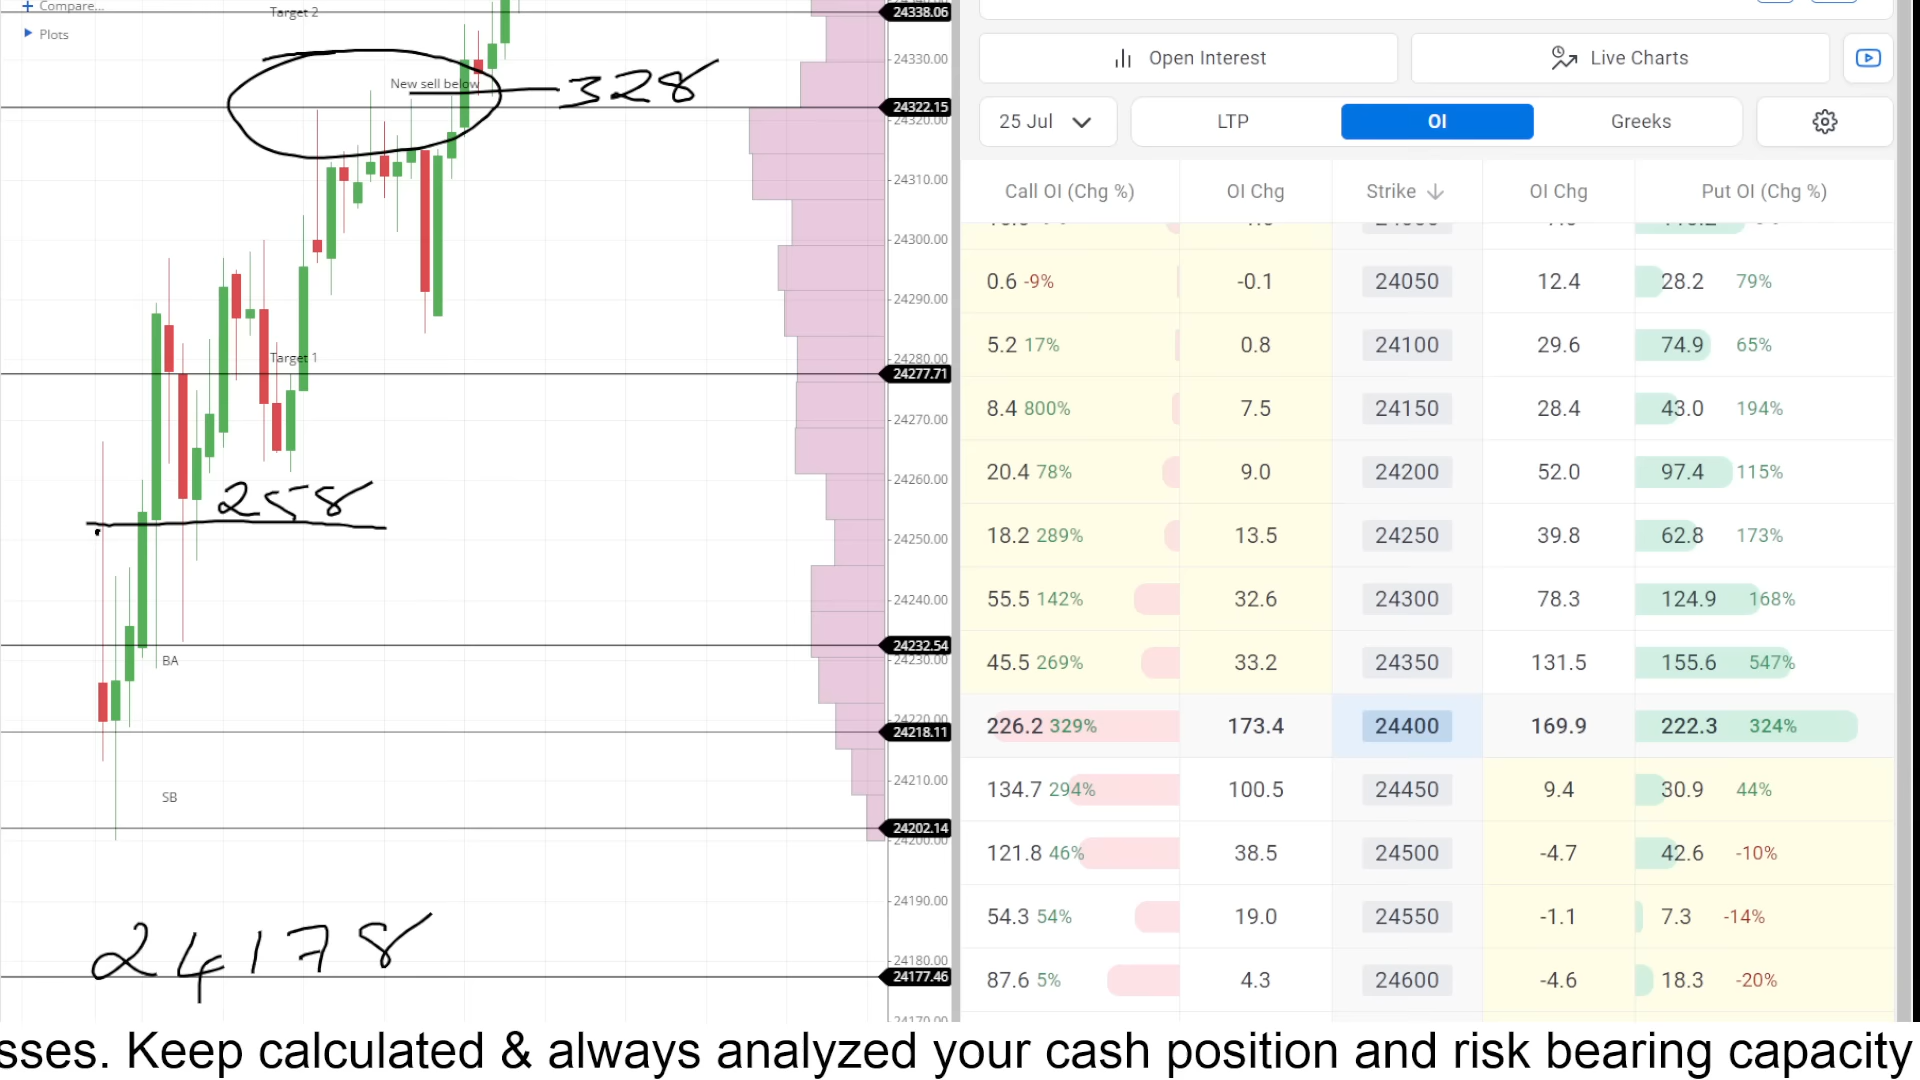 Compare...
Plots
Target 2
New sell below
328
Target 1
258
BA
SB
24178
24338.06
24330.00
24322.15
24320.00
24310.00
24300.00
24290.00
24280.00
24277.71
24270.00
24260.00
24250.00
24240.00
24232.54
24230.00
24220.00
24218.11
24210.00
24202.14
24200.00
24190.00
24180.00
24177.46
24170.00
Open Interest Live Charts
25 Jul LTP OI Greeks
Call OI (Chg %) OI Chg Strike OI Chg Put OI (Chg %)
0.6 -9% -0.1 24050 12.4 28.2 79%
5.2 17% 0.8 24100 29.6 74.9 65%
8.4 800% 7.5 24150 28.4 43.0 194%
20.4 78% 9.0 24200 52.0 97.4 115%
18.2 289% 13.5 24250 39.8 62.8 173%
55.5 142% 32.6 24300 78.3 124.9 168%
45.5 269% 33.2 24350 131.5 155.6 547%
226.2 329% 173.4 24400 169.9 222.3 324%
134.7 294% 100.5 24450 9.4 30.9 44%
121.8 46% 38.5 24500 -4.7 42.6 -10%
54.3 54% 19.0 24550 -1.1 7.3 -14%
87.6 5% 4.3 24600 -4.6 18.3 -20%
sses. Keep calculated & always analyzed your cash position and risk bearing capacity